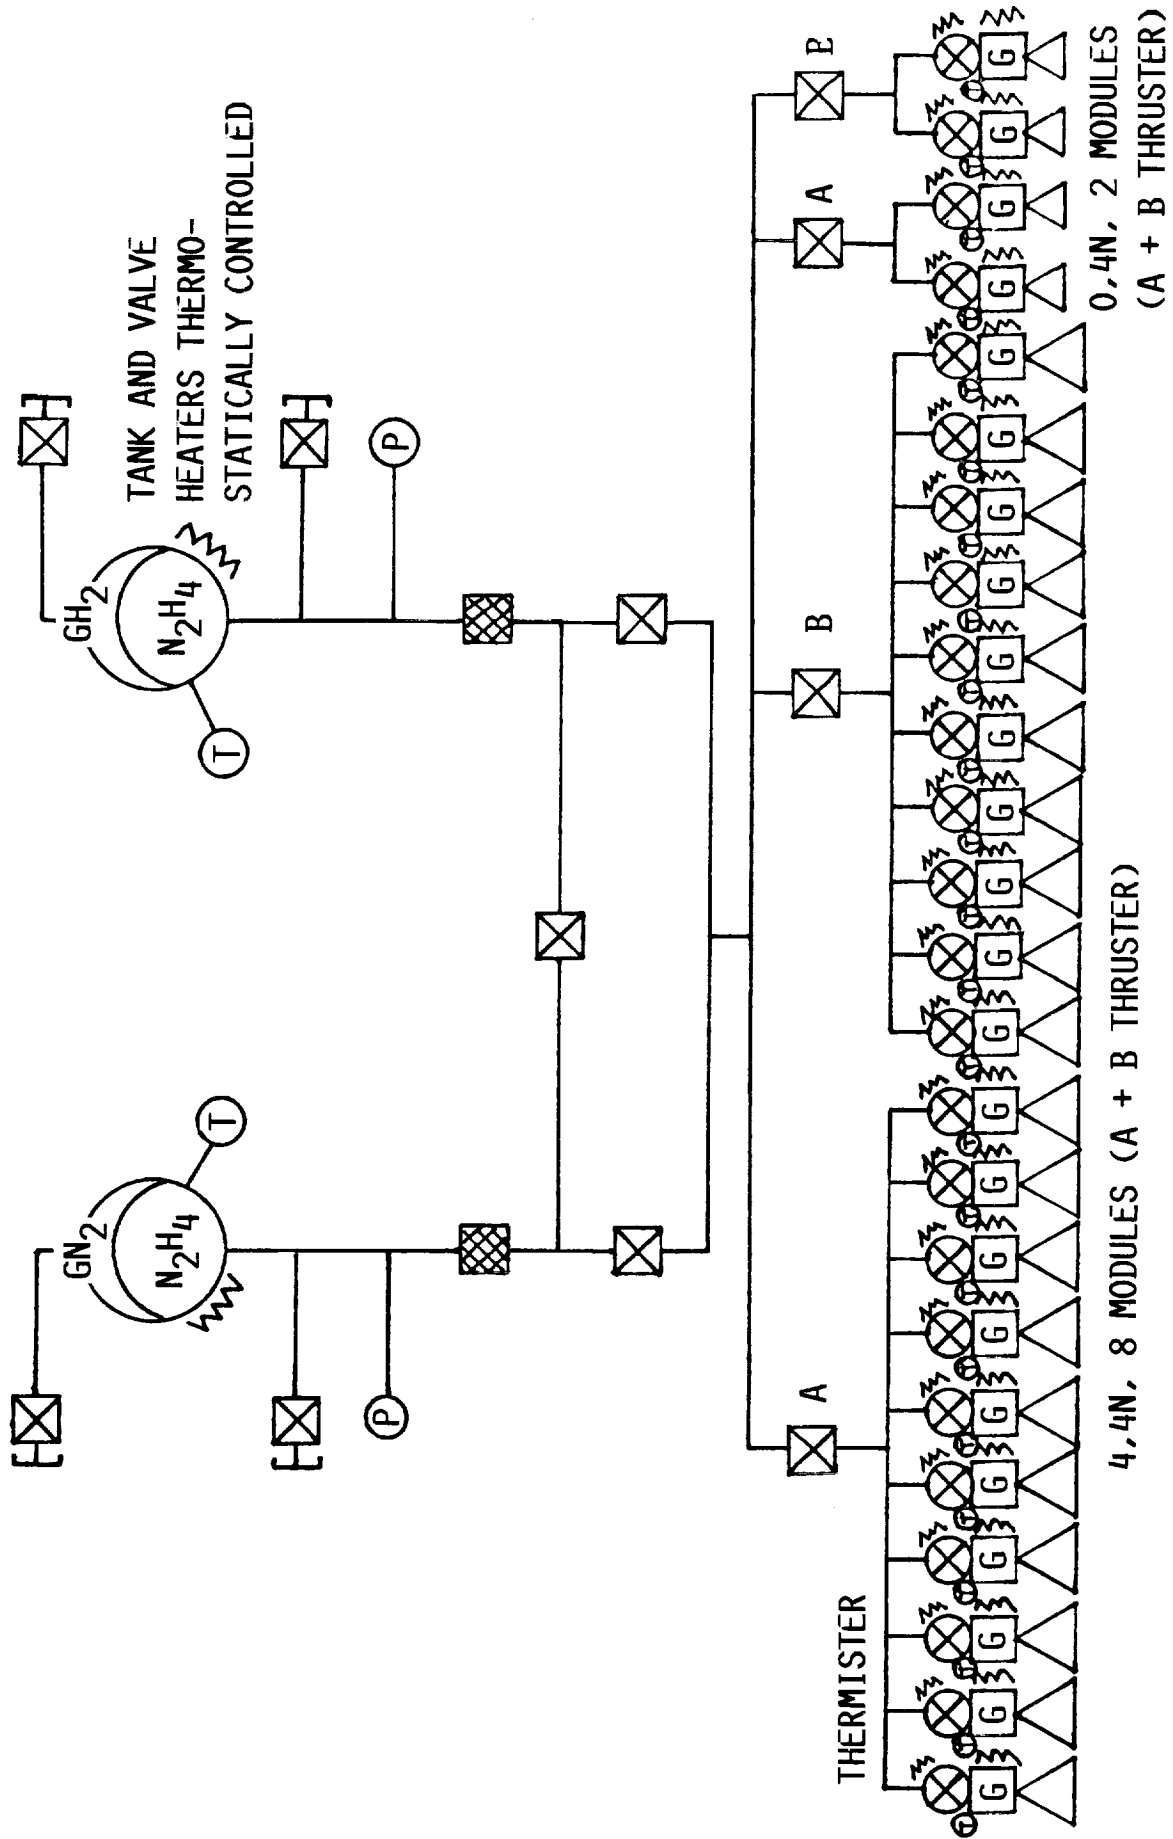 GN2
GH2
N2H4
N2H4
T
T
TANK AND VALVE
HEATERS THERMO-
STATICALLY CONTROLLED
P
P
A
B
A
THERMISTER
T T T T T T T T T T T T T T T T T T T T T T T T
G G G G G G G G G G G G G G G G G G G G G G G G
4,4N, 8 MODULES (A + B THRUSTER)
0,4N, 2 MODULES
(A + B THRUSTER)